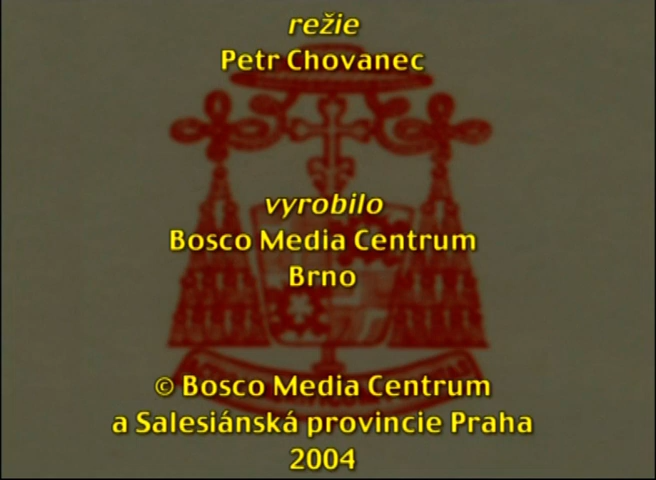 režie
Petr Chovanec
vyrobilo
Bosco Media Centrum
Brno
© Bosco Media Centrum
a Salesiánská provincie Praha
2004